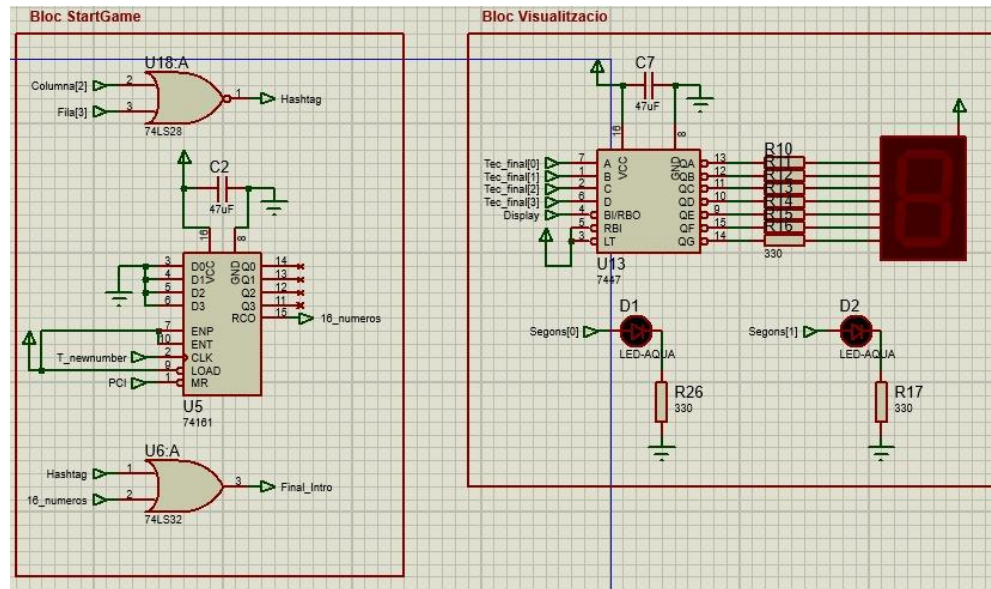 Bloc StartGame
U18:A
Columna[2]
2
1
Hashtag
Fila[3]
3
74LS28
C2
47uF
16
8
3
D0
VCC
GND
Q0
14
4
D1
Q1
13
5
D2
Q2
12
6
D3
Q3
11
RCO
15
16_numeros
7
ENP
10
ENT
T_newnumber
2
CLK
9
LOAD
PCI
1
MR
U5
74161
U6:A
Hashtag
1
3
Final_Intro
16_numeros
2
74LS32
Bloc Visualitzacio
C7
47uF
16
8
Tec_final[0]
7
A
VCC
GND
QA
13
R10
Tec_final[1]
1
B
QB
12
R11
Tec_final[2]
2
C
QC
11
R12
Tec_final[3]
6
D
QD
10
R13
Display
4
BI/RBO
QE
9
R14
5
RBI
QF
15
R15
3
LT
QG
14
R16
330
U13
7447
D1
Segons[0]
LED-AQUA
R26
330
D2
Segons[1]
LED-AQUA
R17
330